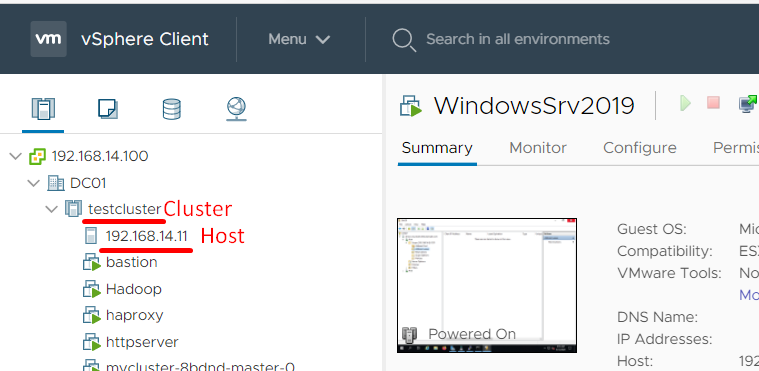 vm vSphere Client Menu Search in all environments
WindowsSrv2019
Summary Monitor Configure Permis
192.168.14.100
DC01
testcluster Cluster
192.168.14.11 Host
bastion
Hadoop
haproxy
httpserver
mycluster-8bdnd-master-0
Powered On
Guest OS: Mic
Compatibility: ES
VMware Tools: No
Mo
DNS Name:
IP Addresses:
Host: 192